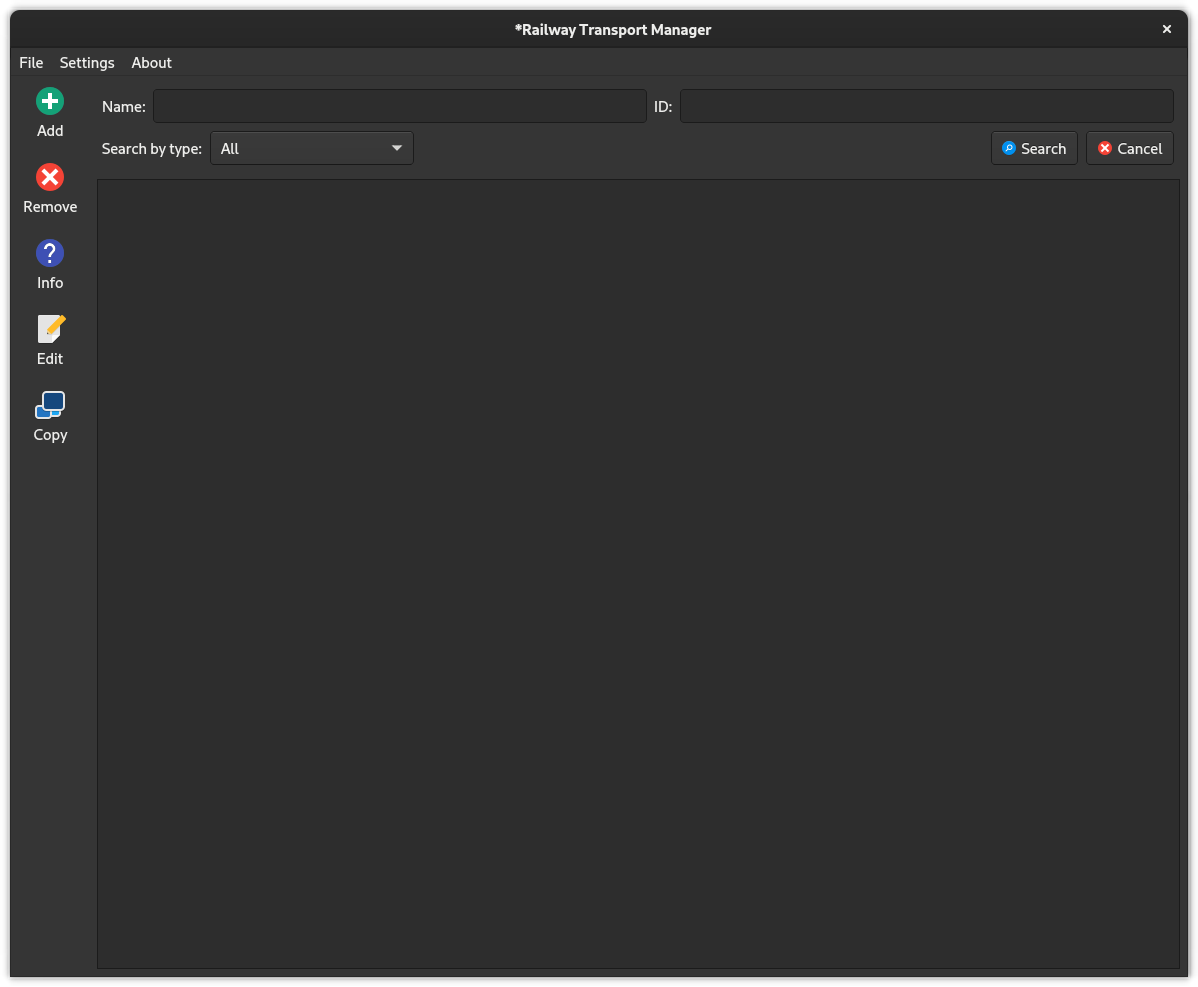 *Railway Transport Manager
File Settings About
Add
Name: ID:
Search by type: All Search Cancel
Remove
Info
Edit
Copy